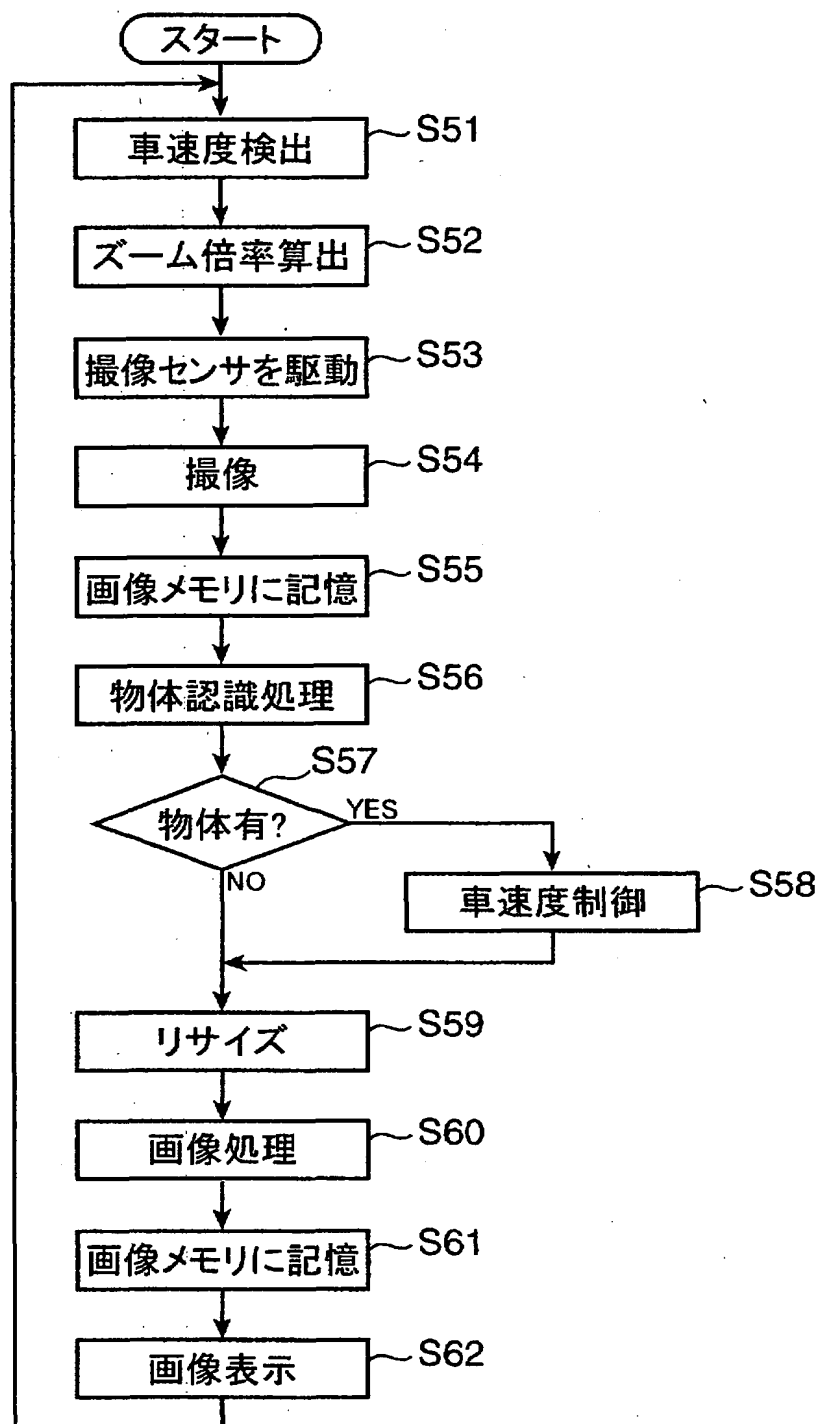 スタート
車速度検出 S51
ズーム倍率算出 S52
撮像センサを駆動 S53
撮像 S54
画像メモリに記憶 S55
物体認識処理 S56
S57
物体有? YES
NO
車速度制御 S58
リサイズ S59
画像処理 S60
画像メモリに記憶 S61
画像表示 S62